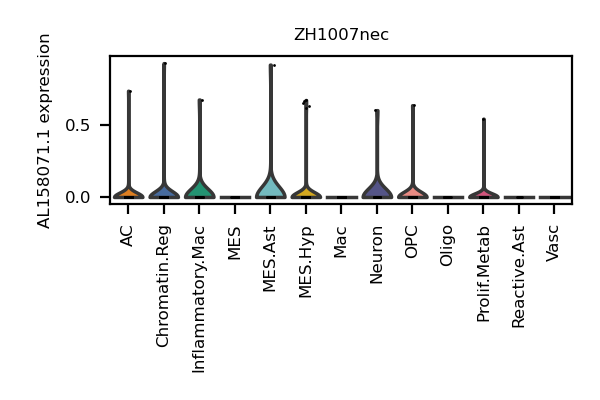 ZH1007nec
AL158071.1 expression
0.5
0.0
AC
Chromatin.Reg
Inflammatory.Mac
MES
MES.Ast
MES.Hyp
Mac
Neuron
OPC
Oligo
Prolif.Metab
Reactive.Ast
Vasc